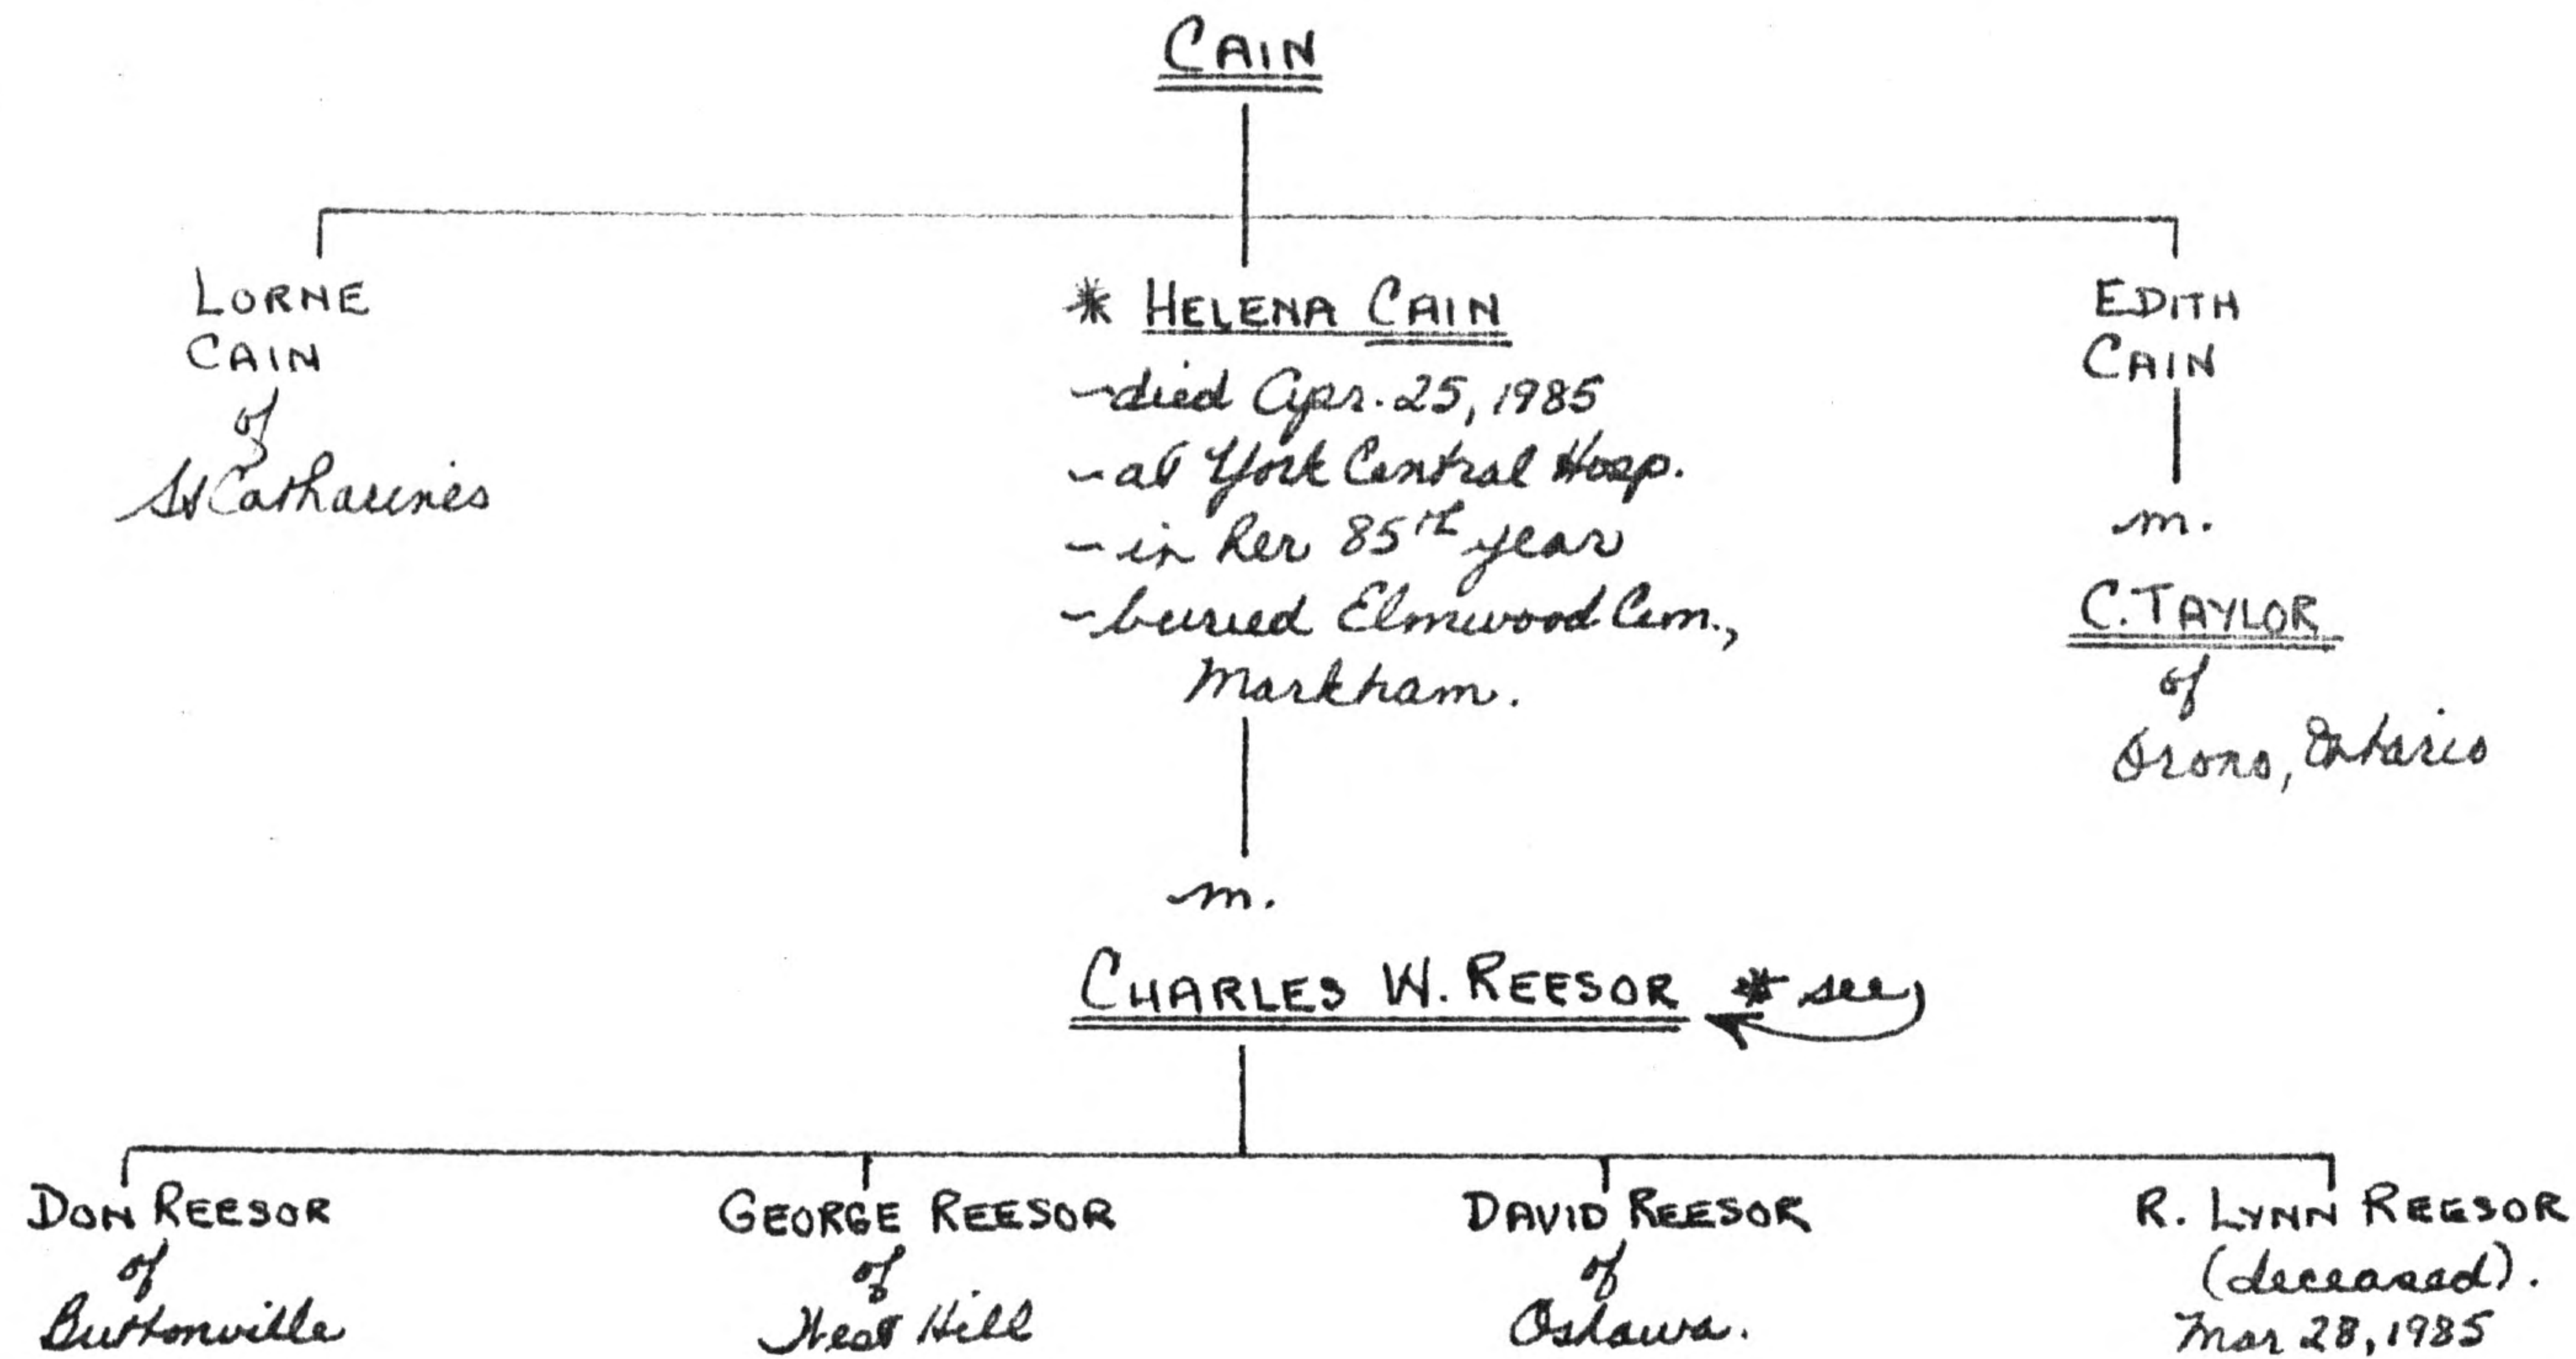 CAIN
LORNE
CAIN
of
St Catharines
* HELENA CAIN
- died Apr. 25, 1985
- at York Central Hosp.
- in her 85th year
- buried Elmwood Cem.,
Markham.
m.
CHARLES W. REESOR * see
EDITH
CAIN
m.
C. TAYLOR
of
Orono, Ontario
DON REESOR
of
Buttonville
GEORGE REESOR
of
West Hill
DAVID REESOR
of
Oshawa.
R. LYNN REESOR
(deceased).
Mar 28, 1985